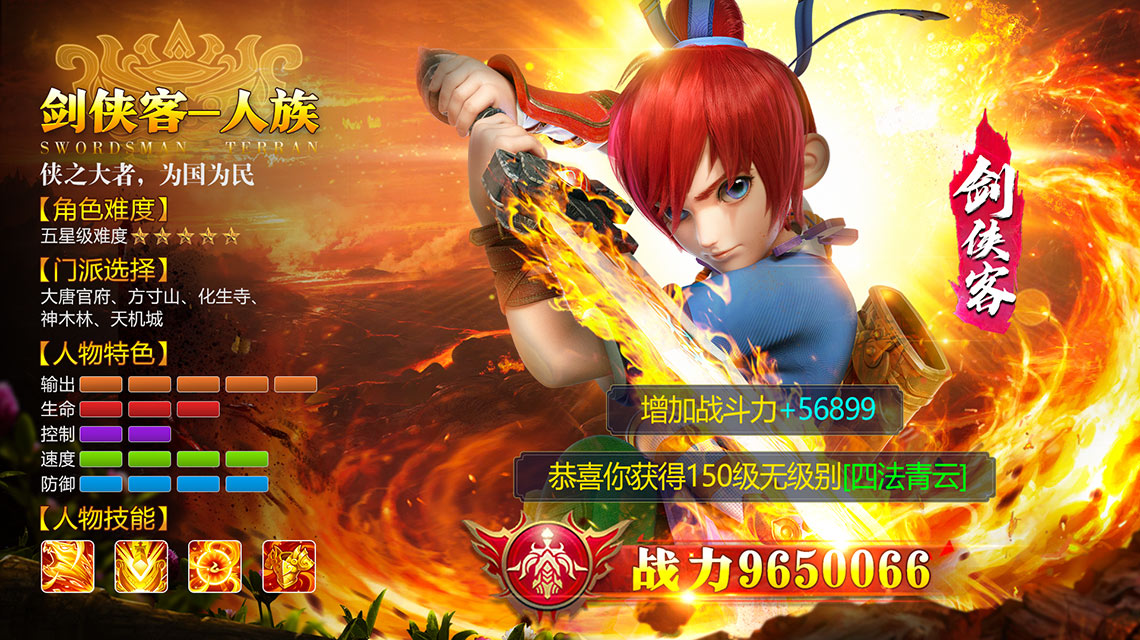 剑侠客—人族
SWORDSMAN TERRAN
侠之大者，为国为民
【角色难度】
五星级难度
【门派选择】
大唐官府、方寸山、化生寺、
神木林、天机城
【人物特色】
输出
生命
控制
速度
防御
【人物技能】
剑侠客
增加战斗力+56899
恭喜你获得150级无级别[四法青云]
战力9650066